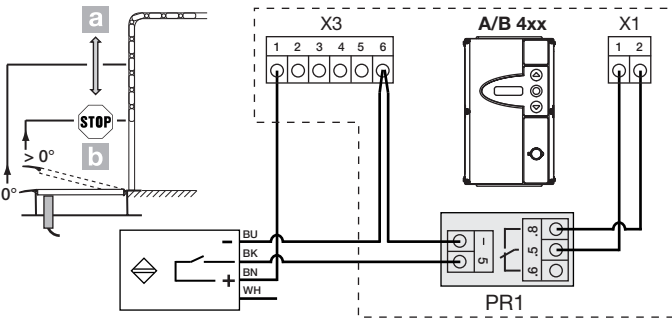 a
X3
A/B 4xx
X1
1 2 3 4 5 6
1 2
STOP
b
> 0°
0°
BU
BK
BN
WH
–
+
I
5
.8
.5
.6
PR1